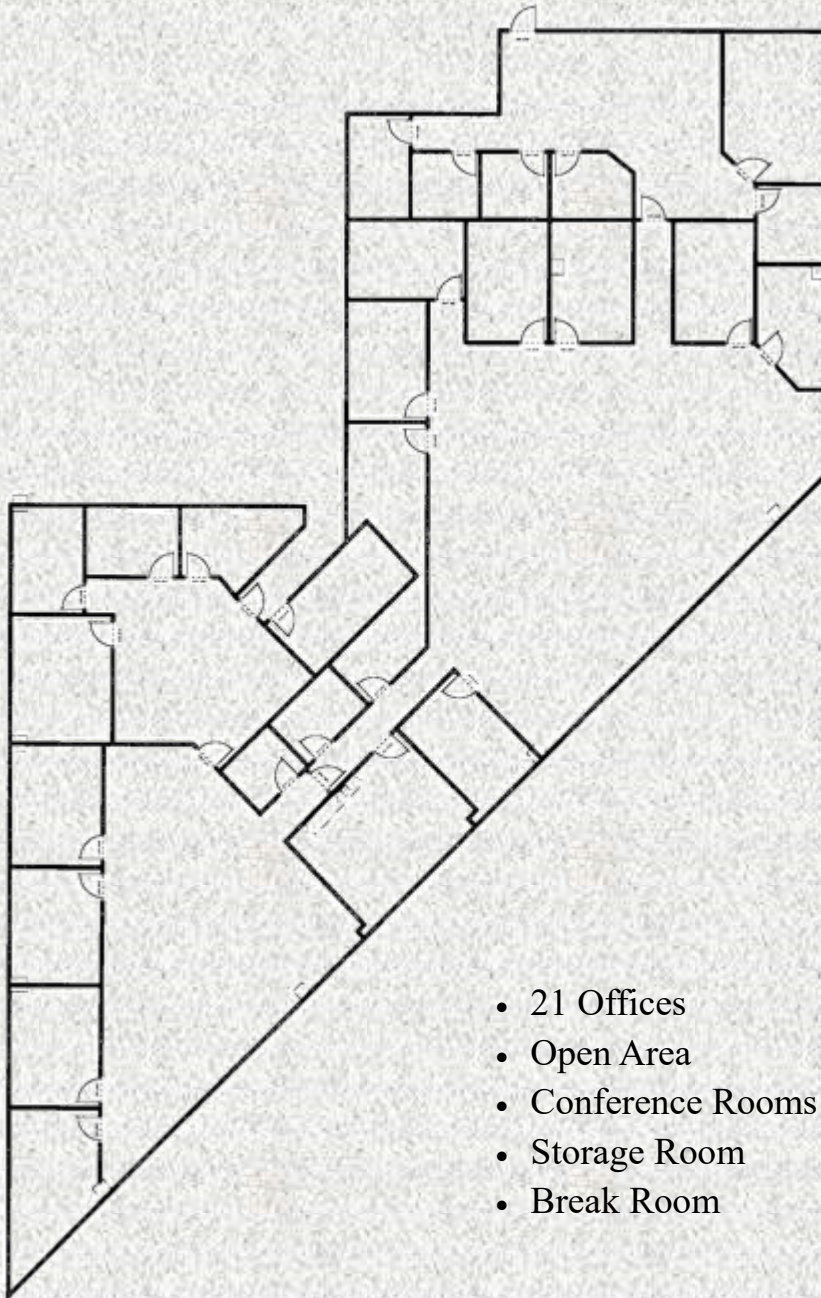 • 21 Offices
• Open Area
• Conference Rooms
• Storage Room
• Break Room